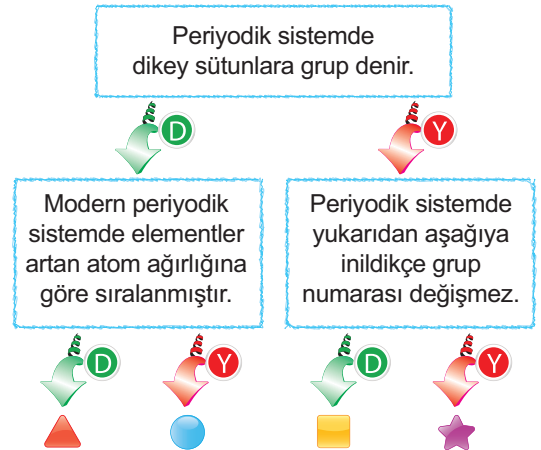 Periyodik sistemde
dikey sütunlara grup denir.
D
Y
Modern periyodik
sistemde elementler
artan atom ağırlığına
göre sıralanmıştır.
Periyodik sistemde
yukarıdan aşağıya
inildikçe grup
numarası değişmez.
D
Y
D
Y